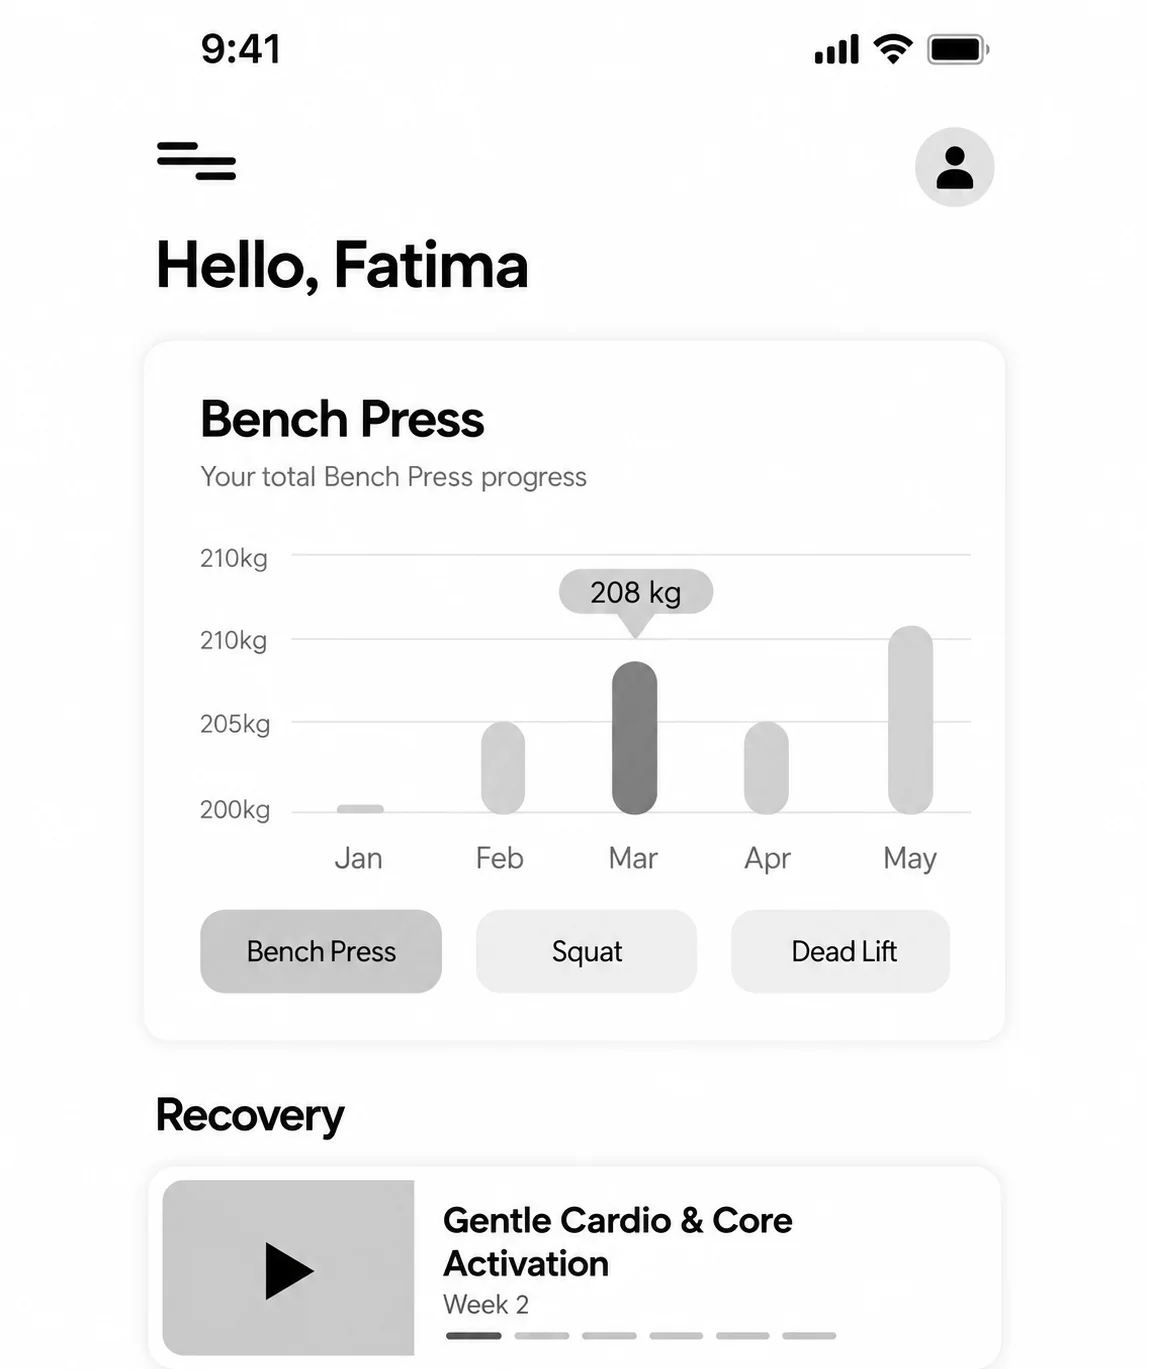 9:41
Hello, Fatima
Bench Press
Your total Bench Press progress
210kg
208 kg
210kg
205kg
200kg
Jan Feb Mar Apr May
Bench Press Squat Dead Lift
Recovery
Gentle Cardio & Core
Activation
Week 2